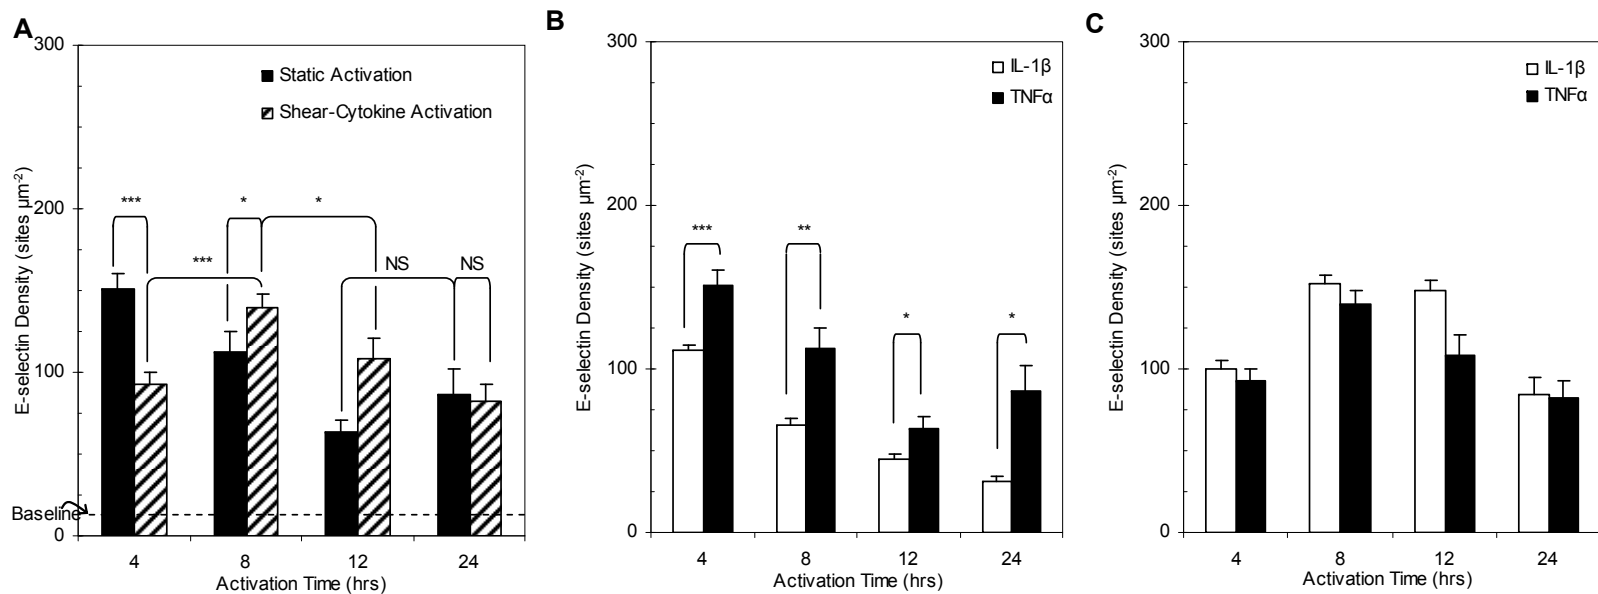 A
300
200
100
0
Baseline
E-selectin Density (sites µm-2)
Static Activation
Shear-Cytokine Activation
***
*
*
***
NS
NS
4 8 12 24
Activation Time (hrs)
B
300
200
100
0
E-selectin Density (sites µm-2)
IL-1β
TNFα
***
**
*
*
4 8 12 24
Activation Time (hrs)
C
300
200
100
0
E-selectin Density (sites µm-2)
IL-1β
TNFα
4 8 12 24
Activation Time (hrs)